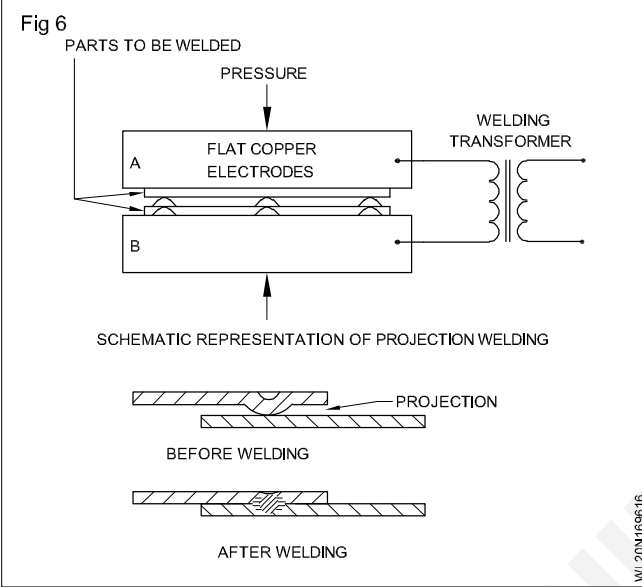 Fig 6
PARTS TO BE WELDED
PRESSURE
WELDING
TRANSFORMER
A
FLAT COPPER
ELECTRODES
B
SCHEMATIC REPRESENTATION OF PROJECTION WELDING
PROJECTION
BEFORE WELDING
AFTER WELDING
WL20N169616